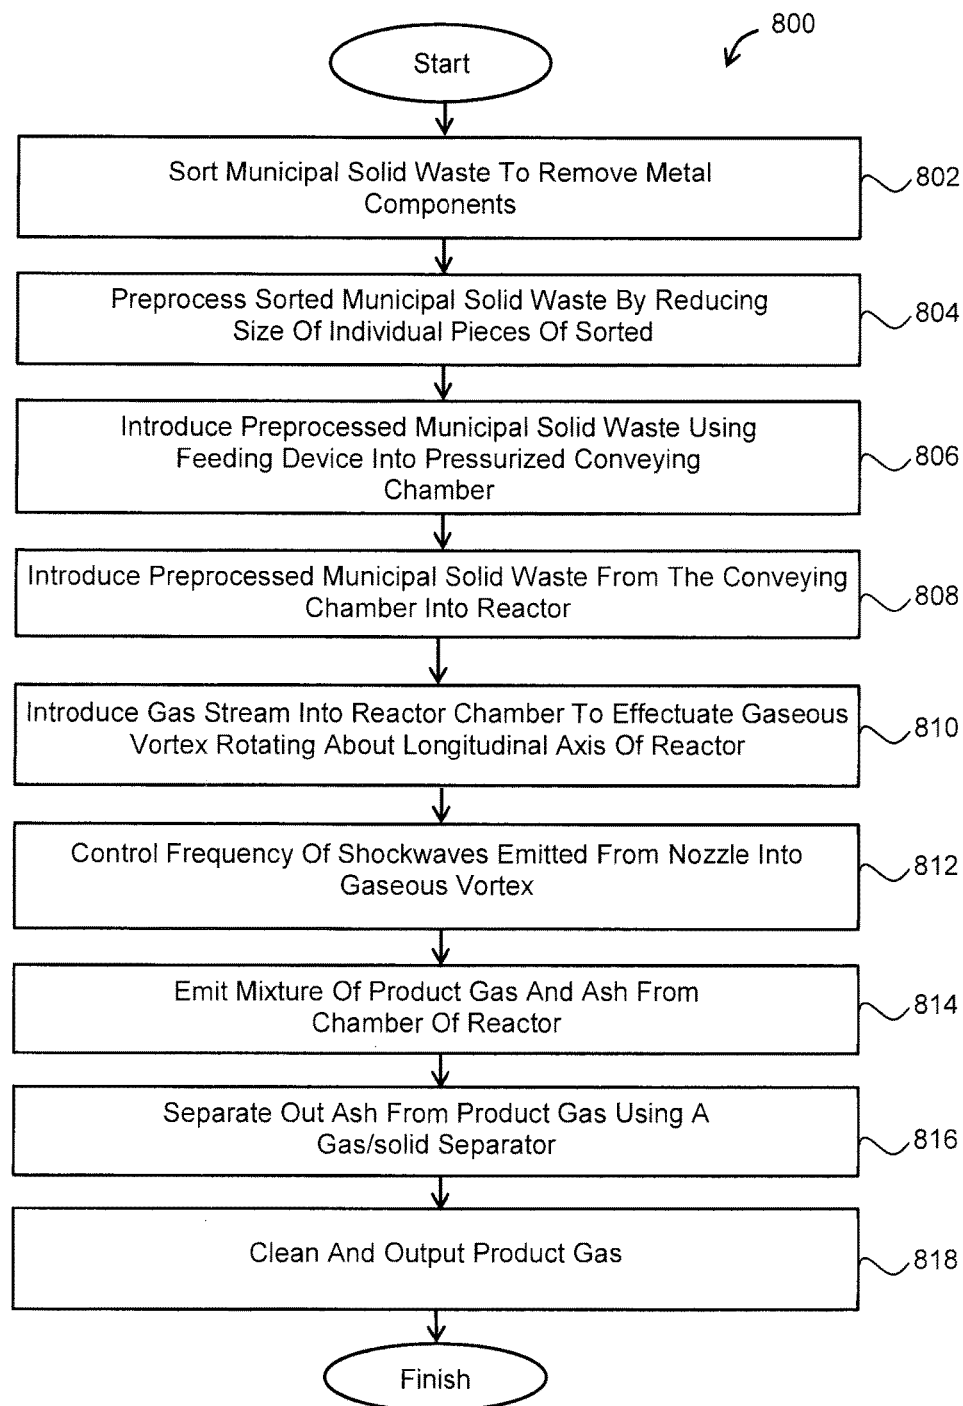 800
Start
Sort Municipal Solid Waste To Remove Metal
Components
802
Preprocess Sorted Municipal Solid Waste By Reducing
Size Of Individual Pieces Of Sorted
804
Introduce Preprocessed Municipal Solid Waste Using
Feeding Device Into Pressurized Conveying
Chamber
806
Introduce Preprocessed Municipal Solid Waste From The Conveying
Chamber Into Reactor
808
Introduce Gas Stream Into Reactor Chamber To Effectuate Gaseous
Vortex Rotating About Longitudinal Axis Of Reactor
810
Control Frequency Of Shockwaves Emitted From Nozzle Into
Gaseous Vortex
812
Emit Mixture Of Product Gas And Ash From
Chamber Of Reactor
814
Separate Out Ash From Product Gas Using A
Gas/solid Separator
816
Clean And Output Product Gas
818
Finish